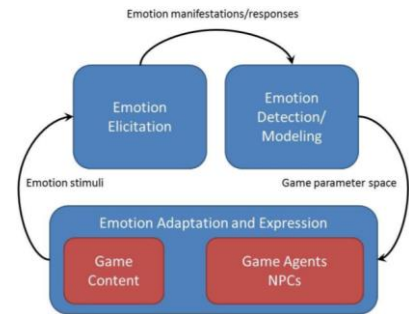 Emotion manifestations/responses
Emotion
Elicitation
Emotion
Detection/
Modeling
Emotion stimuli
Game parameter space
Emotion Adaptation and Expression
Game
Content
Game Agents
NPCs